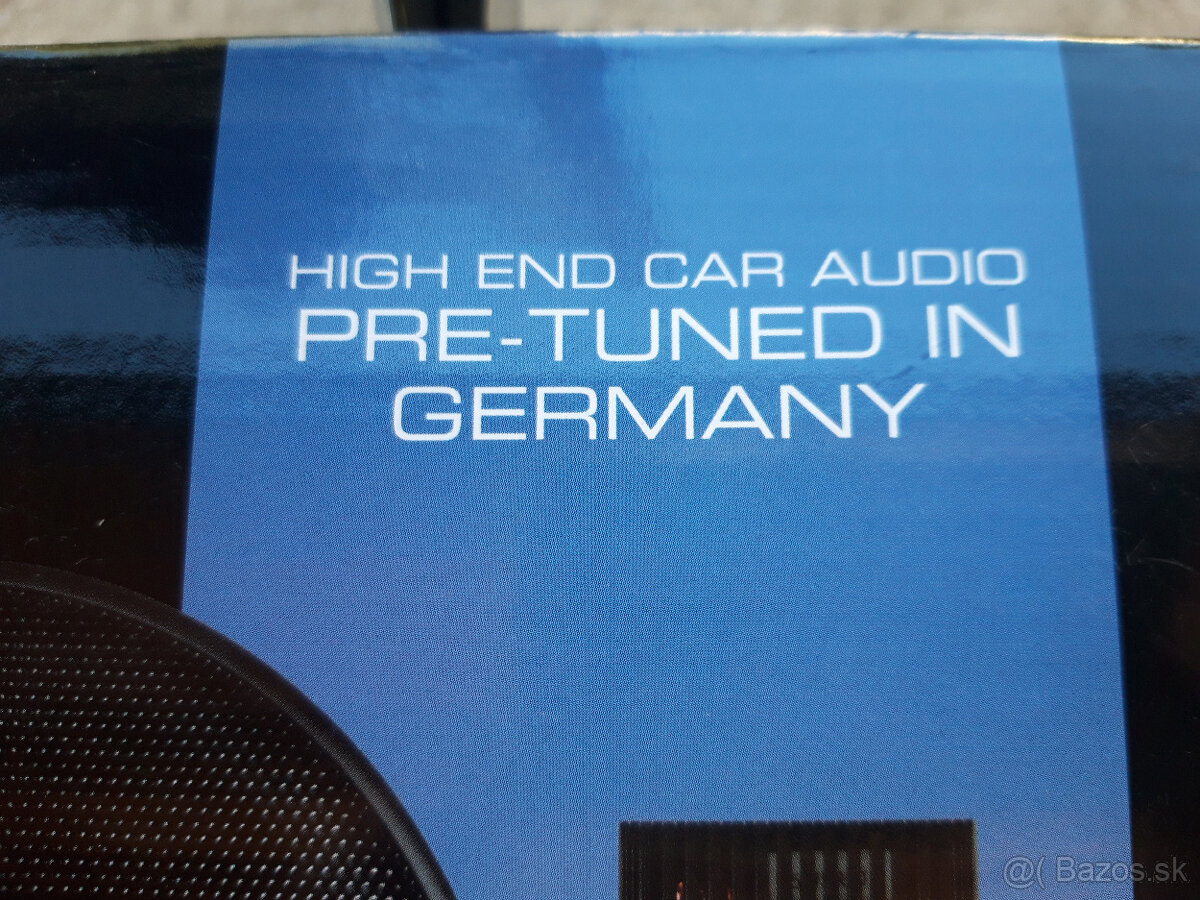 HIGH END CAR AUDIO
PRE-TUNED IN
GERMANY
@( Bazos.sk